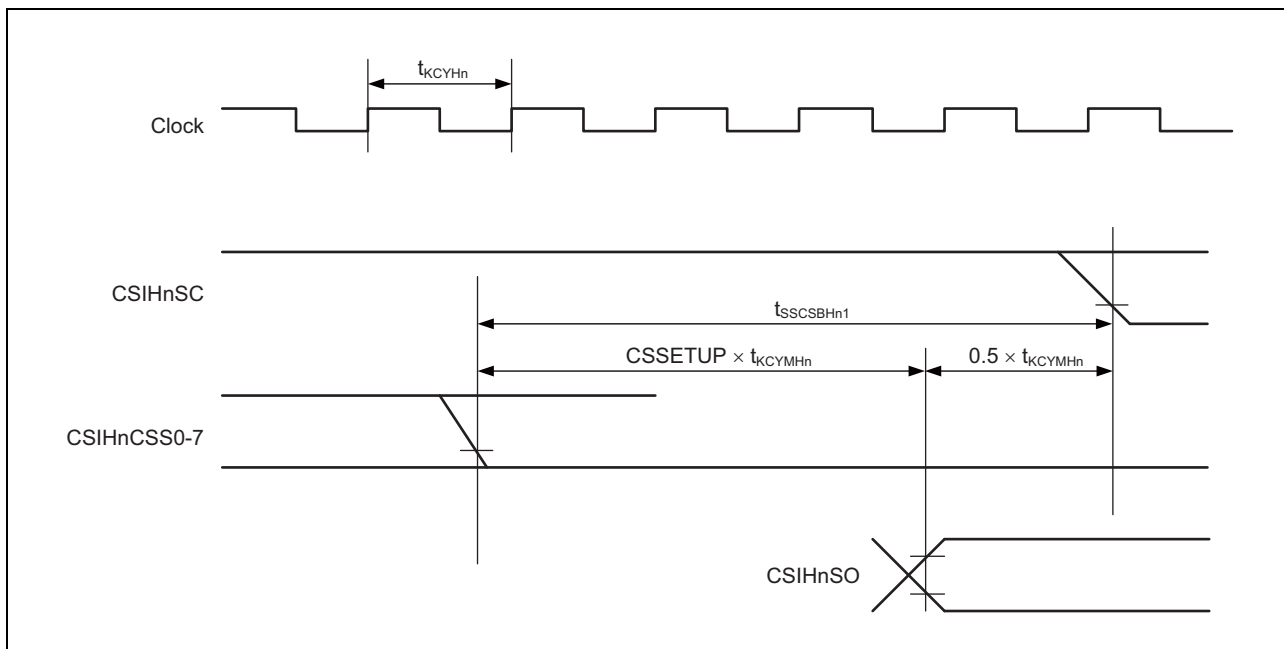 tKCYHn
Clock
CSIHnSC
tSSCSBHn1
CSSETUP × tKCYMHn
0.5 × tKCYMHn
CSIHnCSS0-7
CSIHnSO